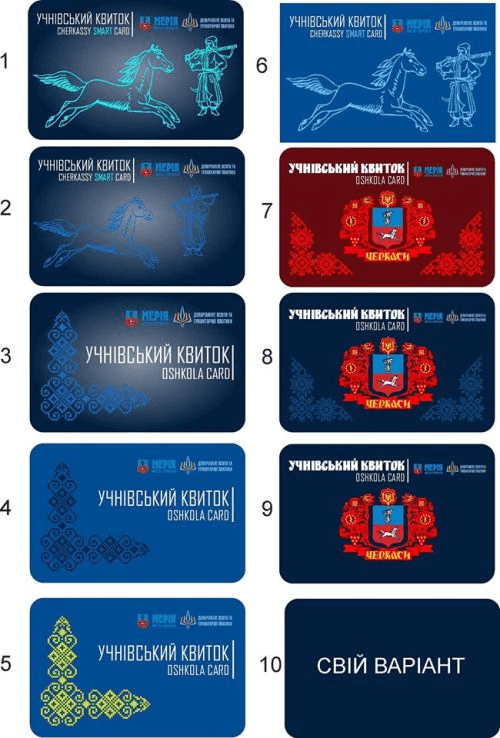 1
УЧНІВСЬКИЙ КВИТОК
CHERKASSY SMART CARD
МЕРІЯ
ДЕПАРТАМЕНТ ОСВІТИ ТА
ГУМАНІТАРНОЇ ПОЛІТИКИ
2
УЧНІВСЬКИЙ КВИТОК
CHERKASSY SMART CARD
МЕРІЯ
ДЕПАРТАМЕНТ ОСВІТИ ТА
ГУМАНІТАРНОЇ ПОЛІТИКИ
3
МЕРІЯ
ДЕПАРТАМЕНТ ОСВІТИ ТА
ГУМАНІТАРНОЇ ПОЛІТИКИ
УЧНІВСЬКИЙ КВИТОК
OSHKOLA CARD
4
МЕРІЯ
ДЕПАРТАМЕНТ ОСВІТИ ТА
ГУМАНІТАРНОЇ ПОЛІТИКИ
УЧНІВСЬКИЙ КВИТОК
OSHKOLA CARD
5
МЕРІЯ
ДЕПАРТАМЕНТ ОСВІТИ ТА
ГУМАНІТАРНОЇ ПОЛІТИКИ
УЧНІВСЬКИЙ КВИТОК
OSHKOLA CARD
6
УЧНІВСЬКИЙ КВИТОК
CHERKASSY SMART CARD
МЕРІЯ
ДЕПАРТАМЕНТ ОСВІТИ ТА
ГУМАНІТАРНОЇ ПОЛІТИКИ
7
УЧНІВСЬКИЙ КВИТОК
OSHKOLA CARD
МЕРІЯ
ДЕПАРТАМЕНТ ОСВІТИ ТА
ГУМАНІТАРНОЇ ПОЛІТИКИ
ЧЕРКАСИ
8
УЧНІВСЬКИЙ КВИТОК
OSHKOLA CARD
МЕРІЯ
ДЕПАРТАМЕНТ ОСВІТИ ТА
ГУМАНІТАРНОЇ ПОЛІТИКИ
ЧЕРКАСИ
9
УЧНІВСЬКИЙ КВИТОК
OSHKOLA CARD
МЕРІЯ
ДЕПАРТАМЕНТ ОСВІТИ ТА
ГУМАНІТАРНОЇ ПОЛІТИКИ
ЧЕРКАСИ
10
СВІЙ ВАРІАНТ